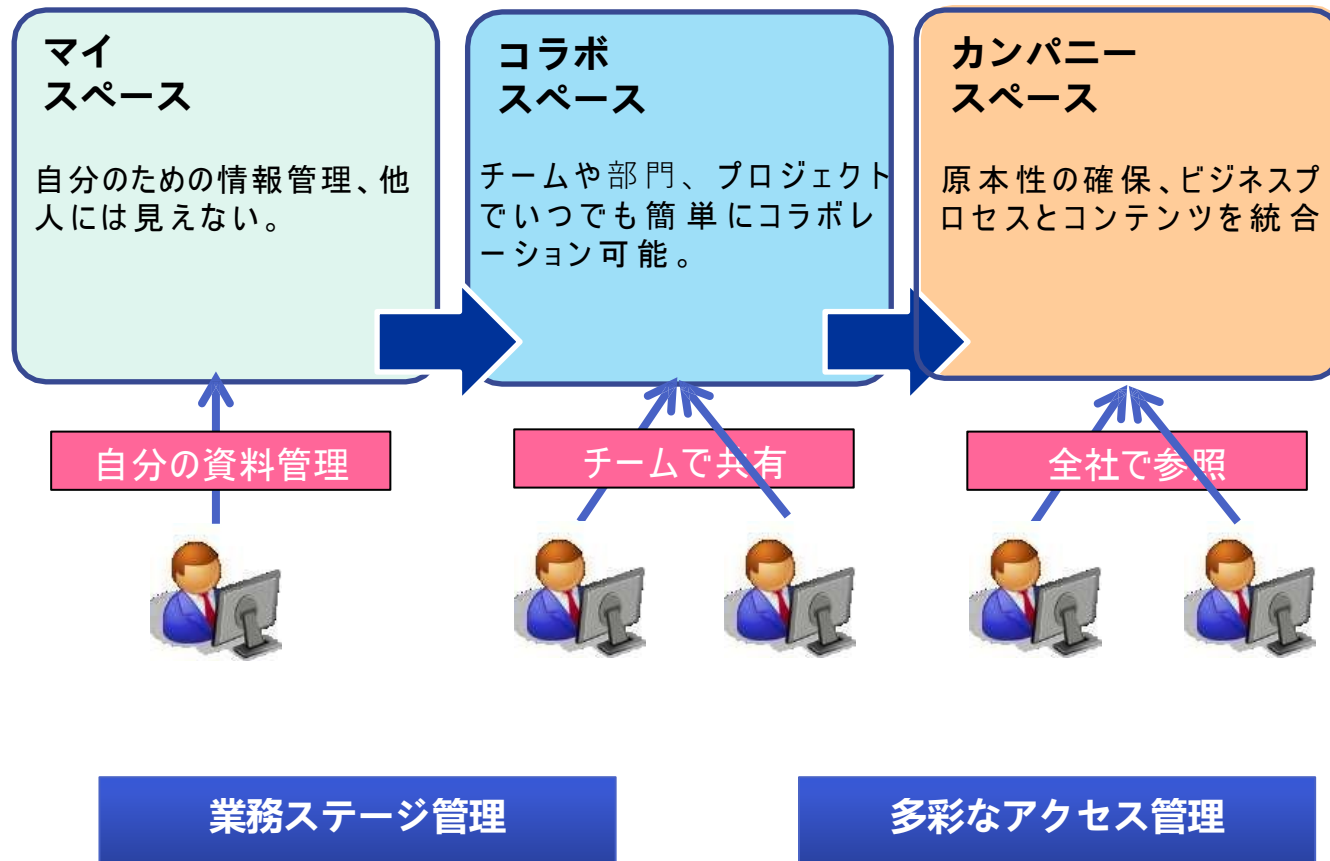 マイ
スペース
自分のための情報管理、他
人には見えない。
コラボ
スペース
チームや部門、プロジェクト
でいつでも簡単にコラボレ
ーション可能。
カンパニー
スペース
原本性の確保、ビジネスプ
ロセスとコンテンツを統合
自分の資料管理
チームで共有
全社で参照
業務ステージ管理
多彩なアクセス管理